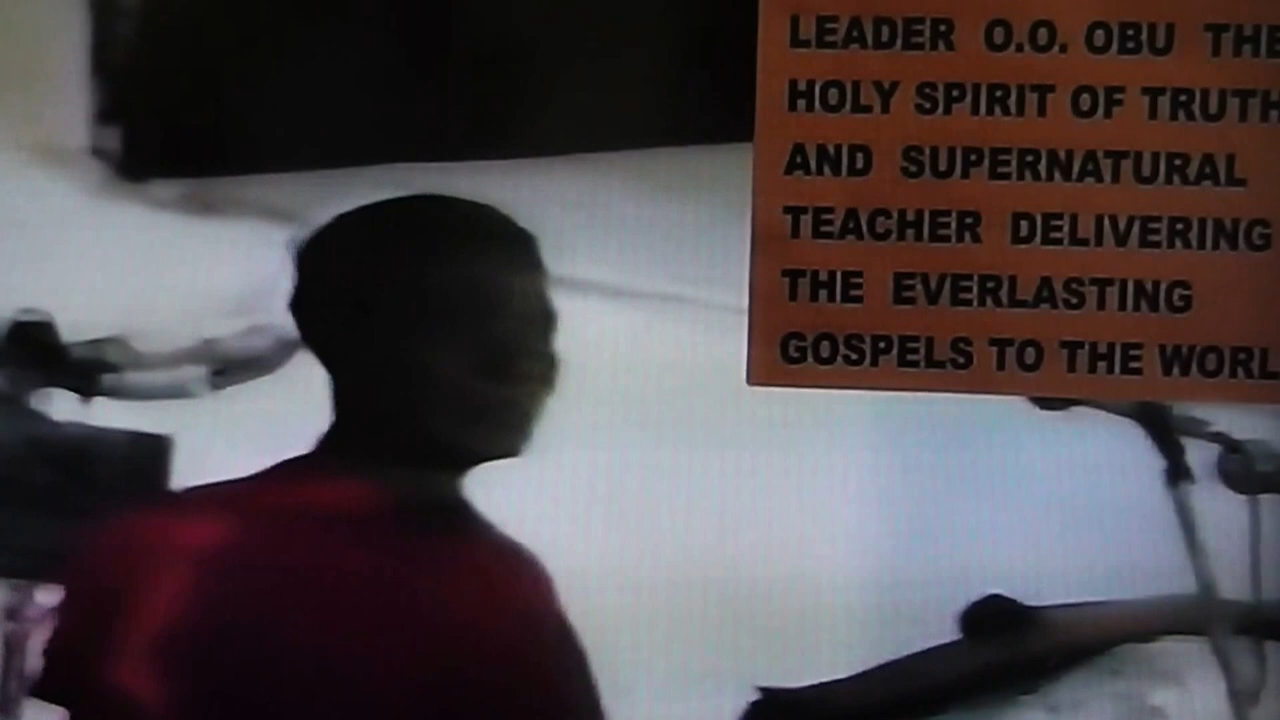 LEADER O.O. OBU THE
HOLY SPIRIT OF TRUTH
AND SUPERNATURAL
TEACHER DELIVERING
THE EVERLASTING
GOSPELS TO THE WORL